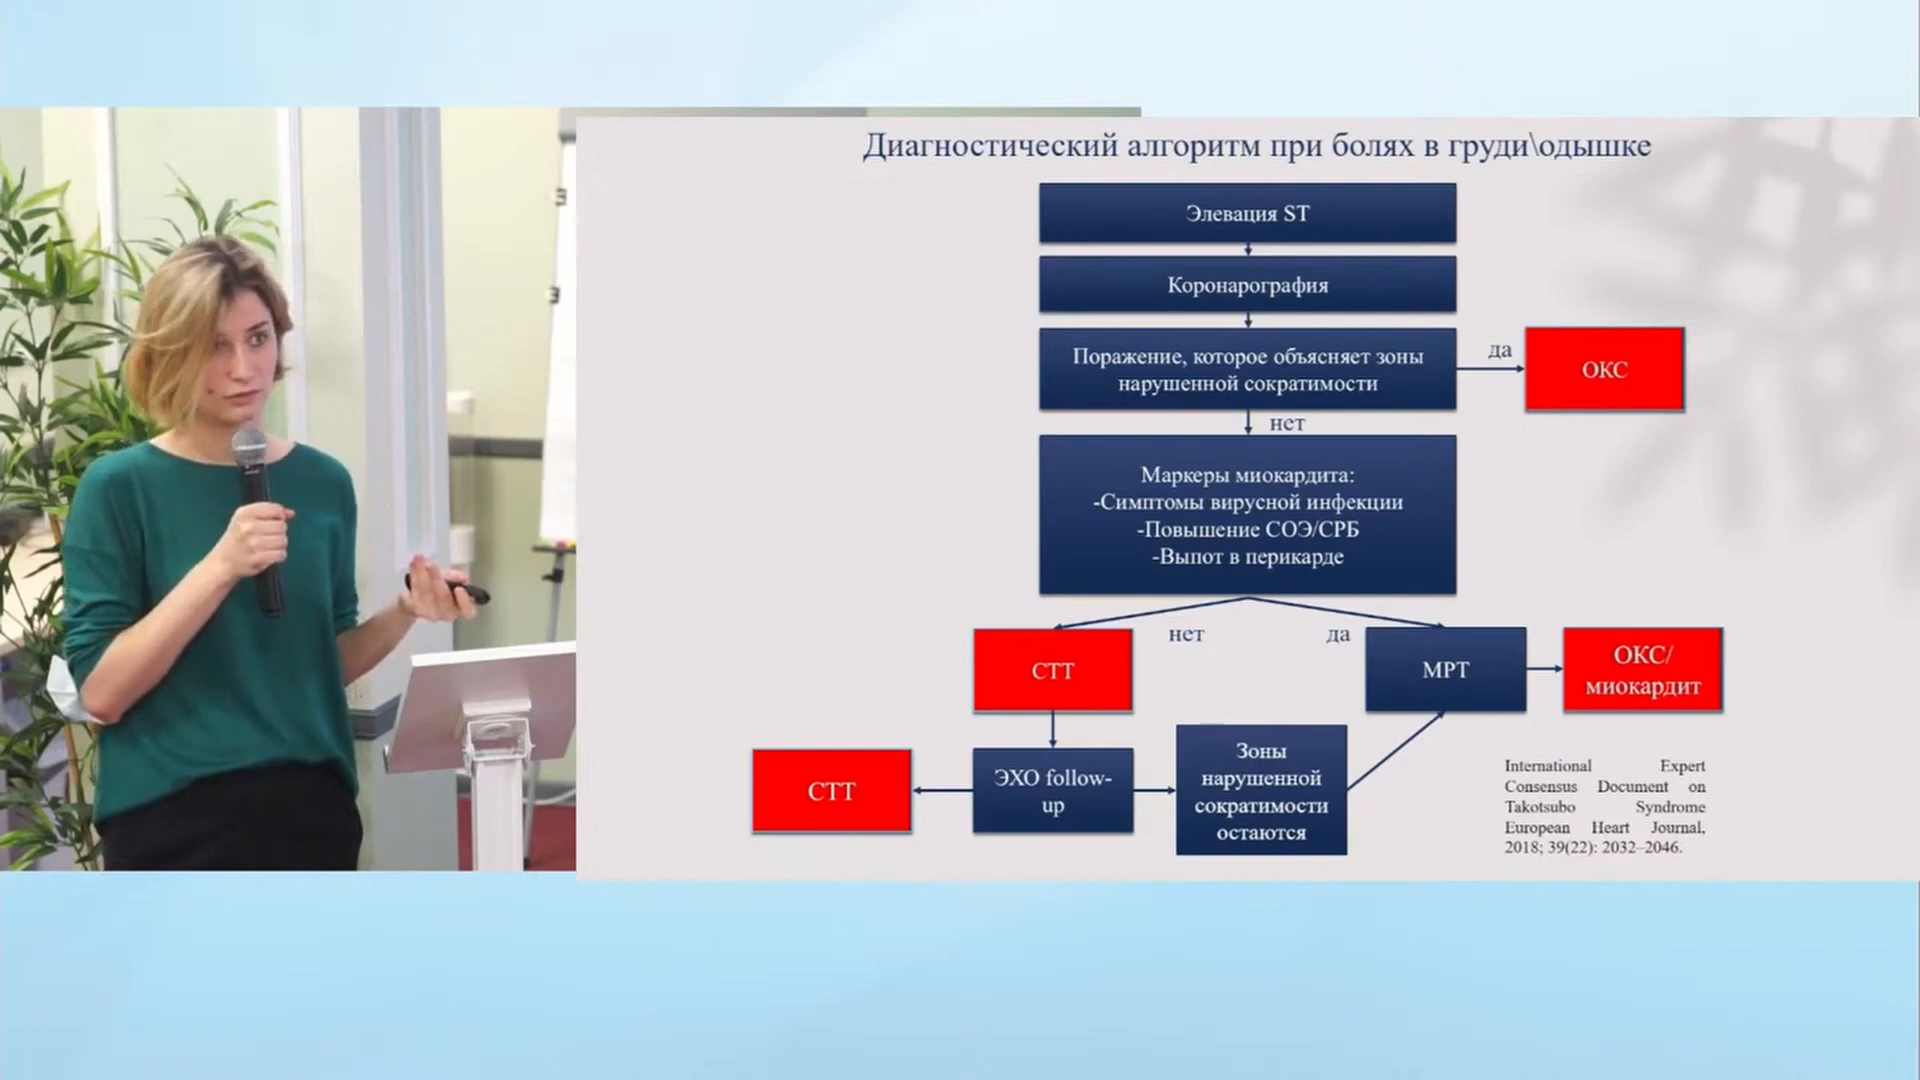 Диагностический алгоритм при болях в груди\одышке
Элевация ST
Коронарография
Поражение, которое объясняет зоны
нарушенной сократимости
да
ОКС
нет
Маркеры миокардита:
-Симптомы вирусной инфекции
-Повышение СОЭ/СРБ
-Выпот в перикарде
нет
да
СТТ
МРТ
ОКС/
миокардит
СТТ
ЭХО follow-
up
Зоны
нарушенной
сократимости
остаются
International Expert
Consensus Document on
Takotsubo Syndrome
European Heart Journal,
2018; 39(22): 2032–2046.